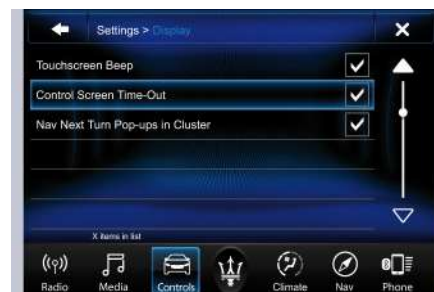 Settings > Display
Touchscreen Beep
Control Screen Time-Out
Nav Next Turn Pop-ups in Cluster
X items in list
Radio Media Controls Climate Nav Phone